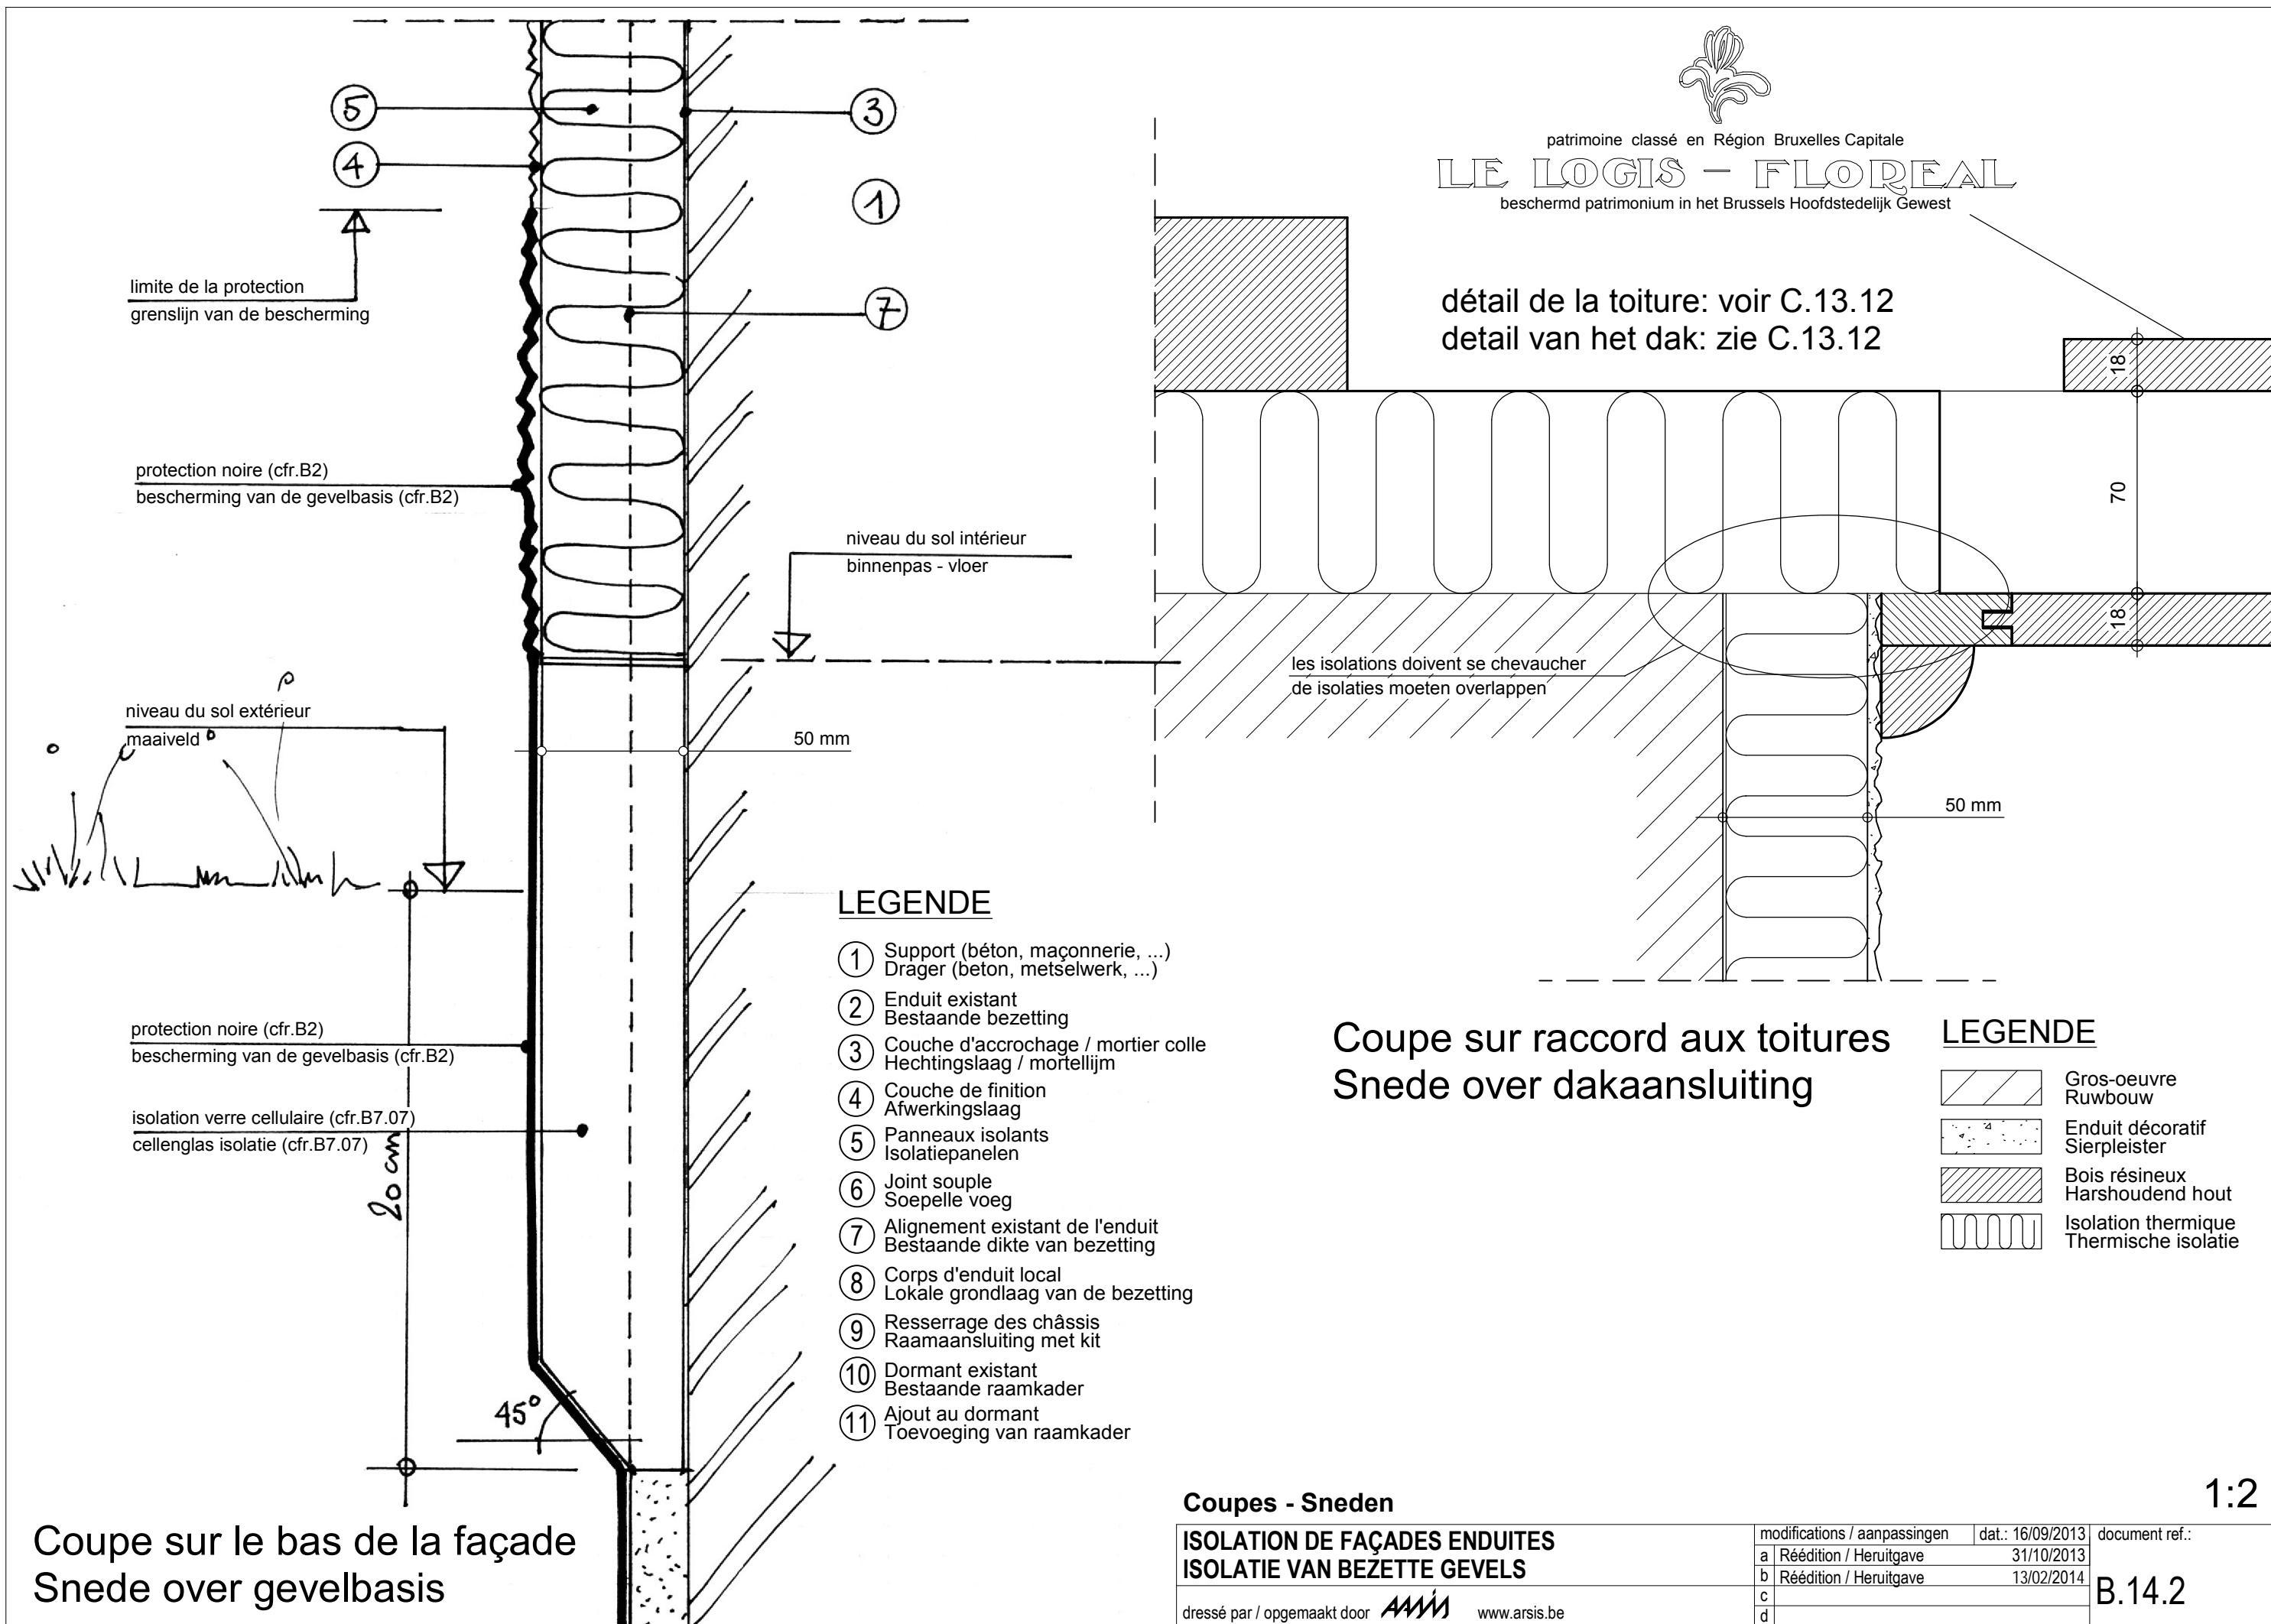 5
3
4
1
limite de la protection
grenslijn van de bescherming
7
protection noire (cfr.B2)
bescherming van de gevelbasis (cfr.B2)
niveau du sol intérieur
binnenpas - vloer
niveau du sol extérieur
maaiveld
50 mm
protection noire (cfr.B2)
bescherming van de gevelbasis (cfr.B2)
isolation verre cellulaire (cfr.B7.07)
cellenglas isolatie (cfr.B7.07)
20 cm
45°
Coupe sur le bas de la façade
Snede over gevelbasis
LEGENDE
1 Support (béton, maçonnerie, ...)
Drager (beton, metselwerk, ...)
2 Enduit existant
Bestaande bezetting
3 Couche d'accrochage / mortier colle
Hechtingslaag / mortellijm
4 Couche de finition
Afwerkingslaag
5 Panneaux isolants
Isolatiepanelen
6 Joint souple
Soepelle voeg
7 Alignement existant de l'enduit
Bestaande dikte van bezetting
8 Corps d'enduit local
Lokale grondlaag van de bezetting
9 Resserrage des châssis
Raamaansluiting met kit
10 Dormant existant
Bestaande raamkader
11 Ajout au dormant
Toevoeging van raamkader
patrimoine classé en Région Bruxelles Capitale
LE LOGIS - FLOREAL
beschermd patrimonium in het Brussels Hoofdstedelijk Gewest
détail de la toiture: voir C.13.12
detail van het dak: zie C.13.12
18
70
18
les isolations doivent se chevaucher
de isolaties moeten overlappen
50 mm
Coupe sur raccord aux toitures
Snede over dakaansluiting
LEGENDE
Gros-oeuvre
Ruwbouw
Enduit décoratif
Sierpleister
Bois résineux
Harshoudend hout
Isolation thermique
Thermische isolatie
Coupes - Sneden
1:2
ISOLATION DE FAÇADES ENDUITES
ISOLATIE VAN BEZETTE GEVELS
dressé par / opgemaakt door www.arsis.be
modifications / aanpassingen dat.: 16/09/2013
a Réédition / Heruitgave 31/10/2013
b Réédition / Heruitgave 13/02/2014
c
d
document ref.:
B.14.2